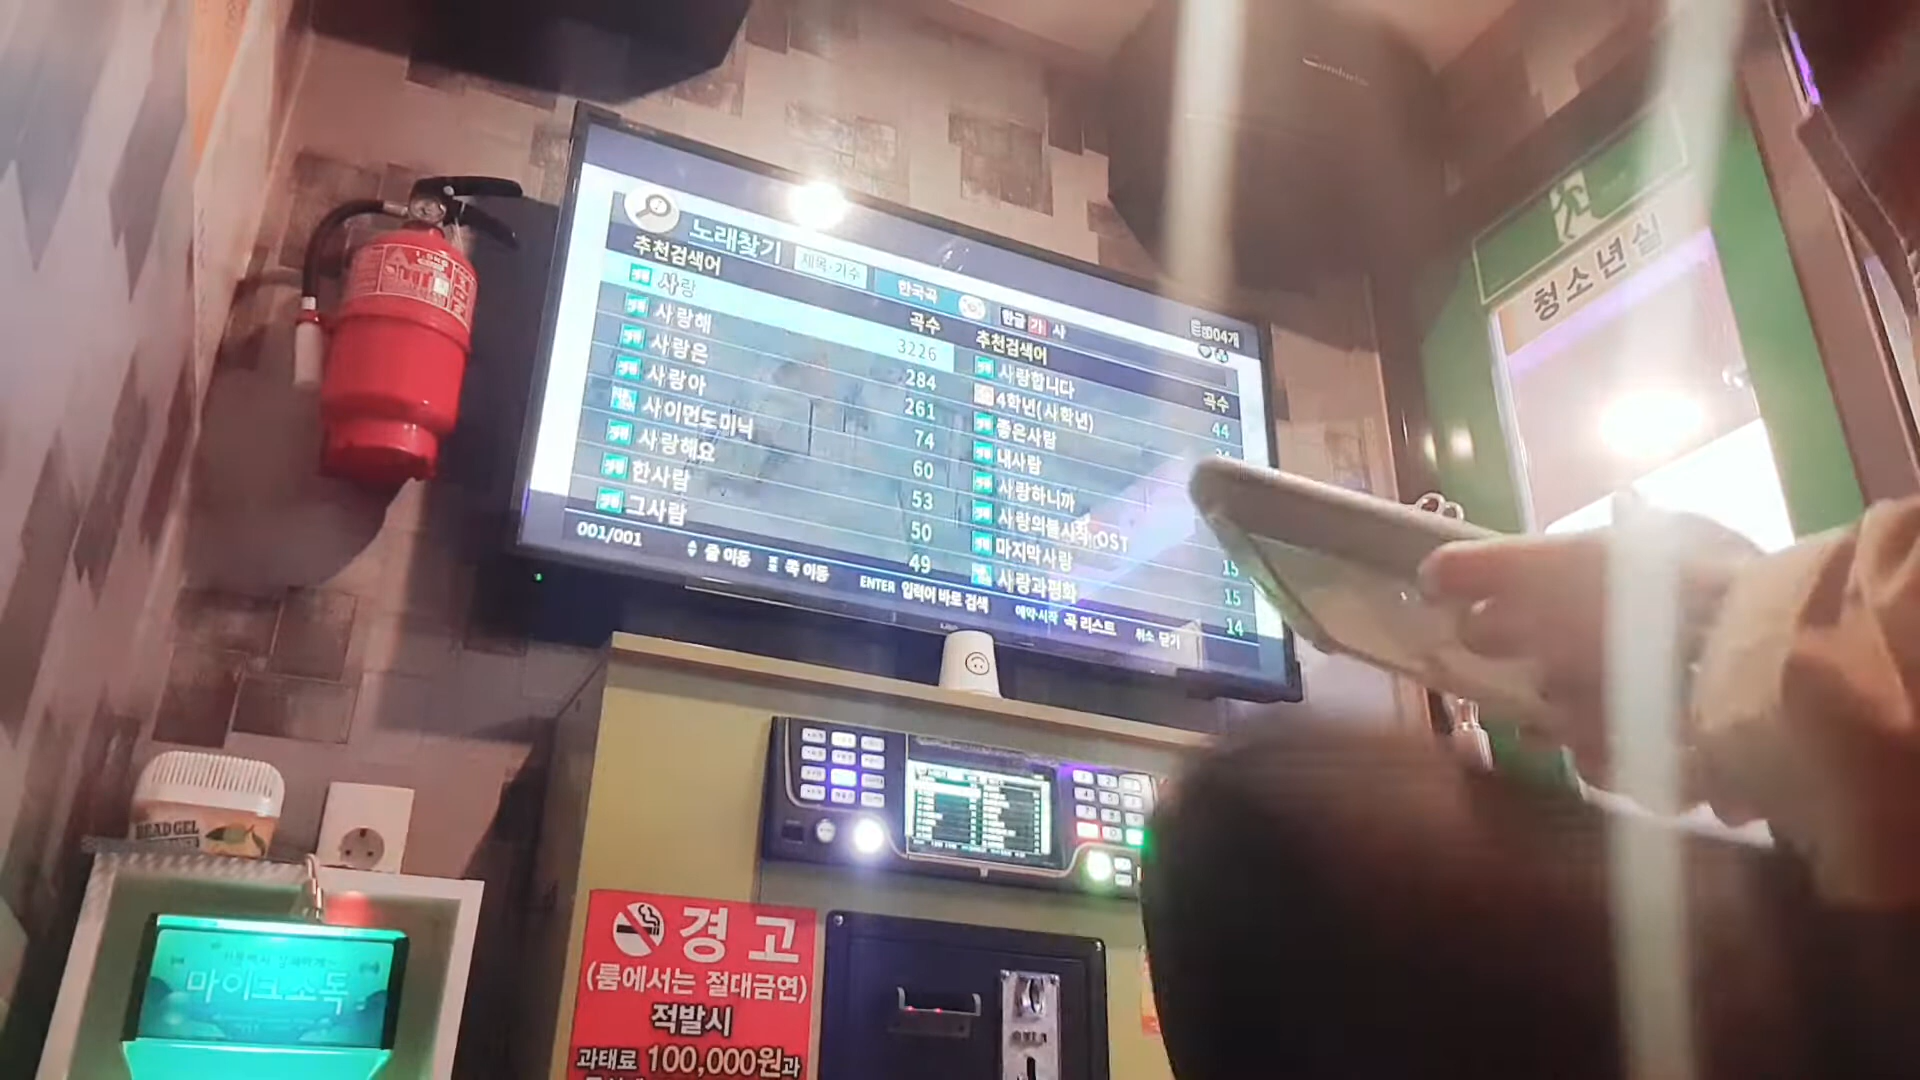 노래찾기 제목·가수 한국곡 한글 가 사
추천검색어 곡수
사랑 3226
사랑해 284
사랑은 261
사랑아 74
사이먼도미닉 60
사랑해요 53
한사람 50
그사람 49
추천검색어 곡수
사랑합니다 44
4학년(사학년)
좋은사람
내사람
사랑하니까
사랑의불시착 OST 15
마지막사랑 15
사랑과평화 14
001/001 줄 이동 쪽 이동 ENTER 입력어 바로 검색 예약·시작 곡 리스트 취소 닫기
청소년실
BEAD GEL
마이크소독
경고
(룸에서는 절대금연)
적발시
과태료 100,000원과